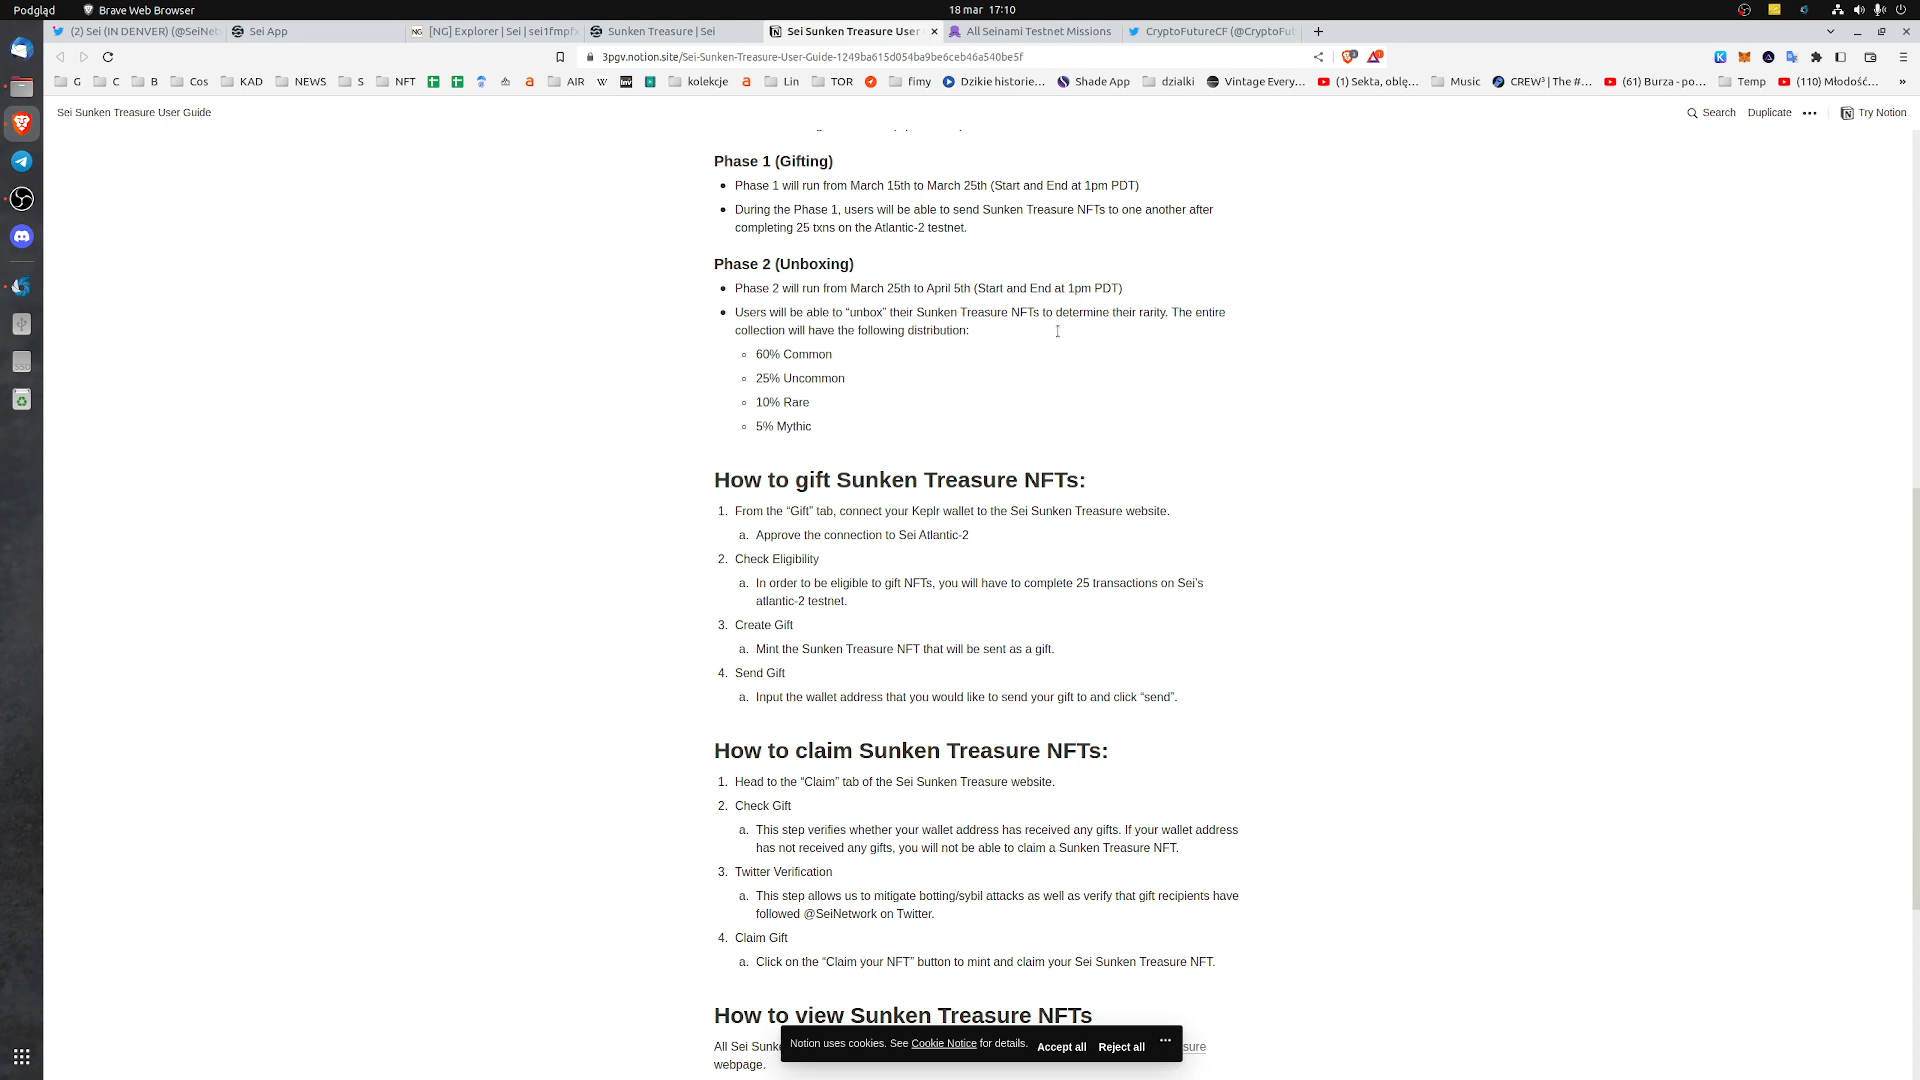 Podgląd
Brave Web Browser
18 mar 17:10
(2) Sei (IN DENVER) (@SeiNet
Sei App
[NG] Explorer | Sei | sei1fmpf
Sunken Treasure | Sei
Sei Sunken Treasure User
All Seinami Testnet Missions
CryptoFutureCF (@CryptoFut
3pgv.notion.site/Sei-Sunken-Treasure-User-Guide-1249ba615d054ba9be6ceb46a540be5f
G
C
B
Cos
KAD
NEWS
S
NFT
AIR
kolekcje
Lin
TOR
fimy
Dzikie historie...
Shade App
dzialki
Vintage Every...
(1) Sekta, oblę...
Music
CREW³ | The #...
(61) Burza - po...
Temp
(110) Młodość...
Sei Sunken Treasure User Guide
Search
Duplicate
Try Notion
Phase 1 (Gifting)
• Phase 1 will run from March 15th to March 25th (Start and End at 1pm PDT)
• During the Phase 1, users will be able to send Sunken Treasure NFTs to one another after
completing 25 txns on the Atlantic-2 testnet.
Phase 2 (Unboxing)
• Phase 2 will run from March 25th to April 5th (Start and End at 1pm PDT)
• Users will be able to “unbox” their Sunken Treasure NFTs to determine their rarity. The entire
collection will have the following distribution:
◦ 60% Common
◦ 25% Uncommon
◦ 10% Rare
◦ 5% Mythic
How to gift Sunken Treasure NFTs:
1. From the “Gift” tab, connect your Keplr wallet to the Sei Sunken Treasure website.
a. Approve the connection to Sei Atlantic-2
2. Check Eligibility
a. In order to be eligible to gift NFTs, you will have to complete 25 transactions on Sei’s
atlantic-2 testnet.
3. Create Gift
a. Mint the Sunken Treasure NFT that will be sent as a gift.
4. Send Gift
a. Input the wallet address that you would like to send your gift to and click “send”.
How to claim Sunken Treasure NFTs:
1. Head to the “Claim” tab of the Sei Sunken Treasure website.
2. Check Gift
a. This step verifies whether your wallet address has received any gifts. If your wallet address
has not received any gifts, you will not be able to claim a Sunken Treasure NFT.
3. Twitter Verification
a. This step allows us to mitigate botting/sybil attacks as well as verify that gift recipients have
followed @SeiNetwork on Twitter.
4. Claim Gift
a. Click on the “Claim your NFT” button to mint and claim your Sei Sunken Treasure NFT.
How to view Sunken Treasure NFTs
All Sei Sunk
sure
webpage.
Notion uses cookies. See Cookie Notice for details.
Accept all
Reject all